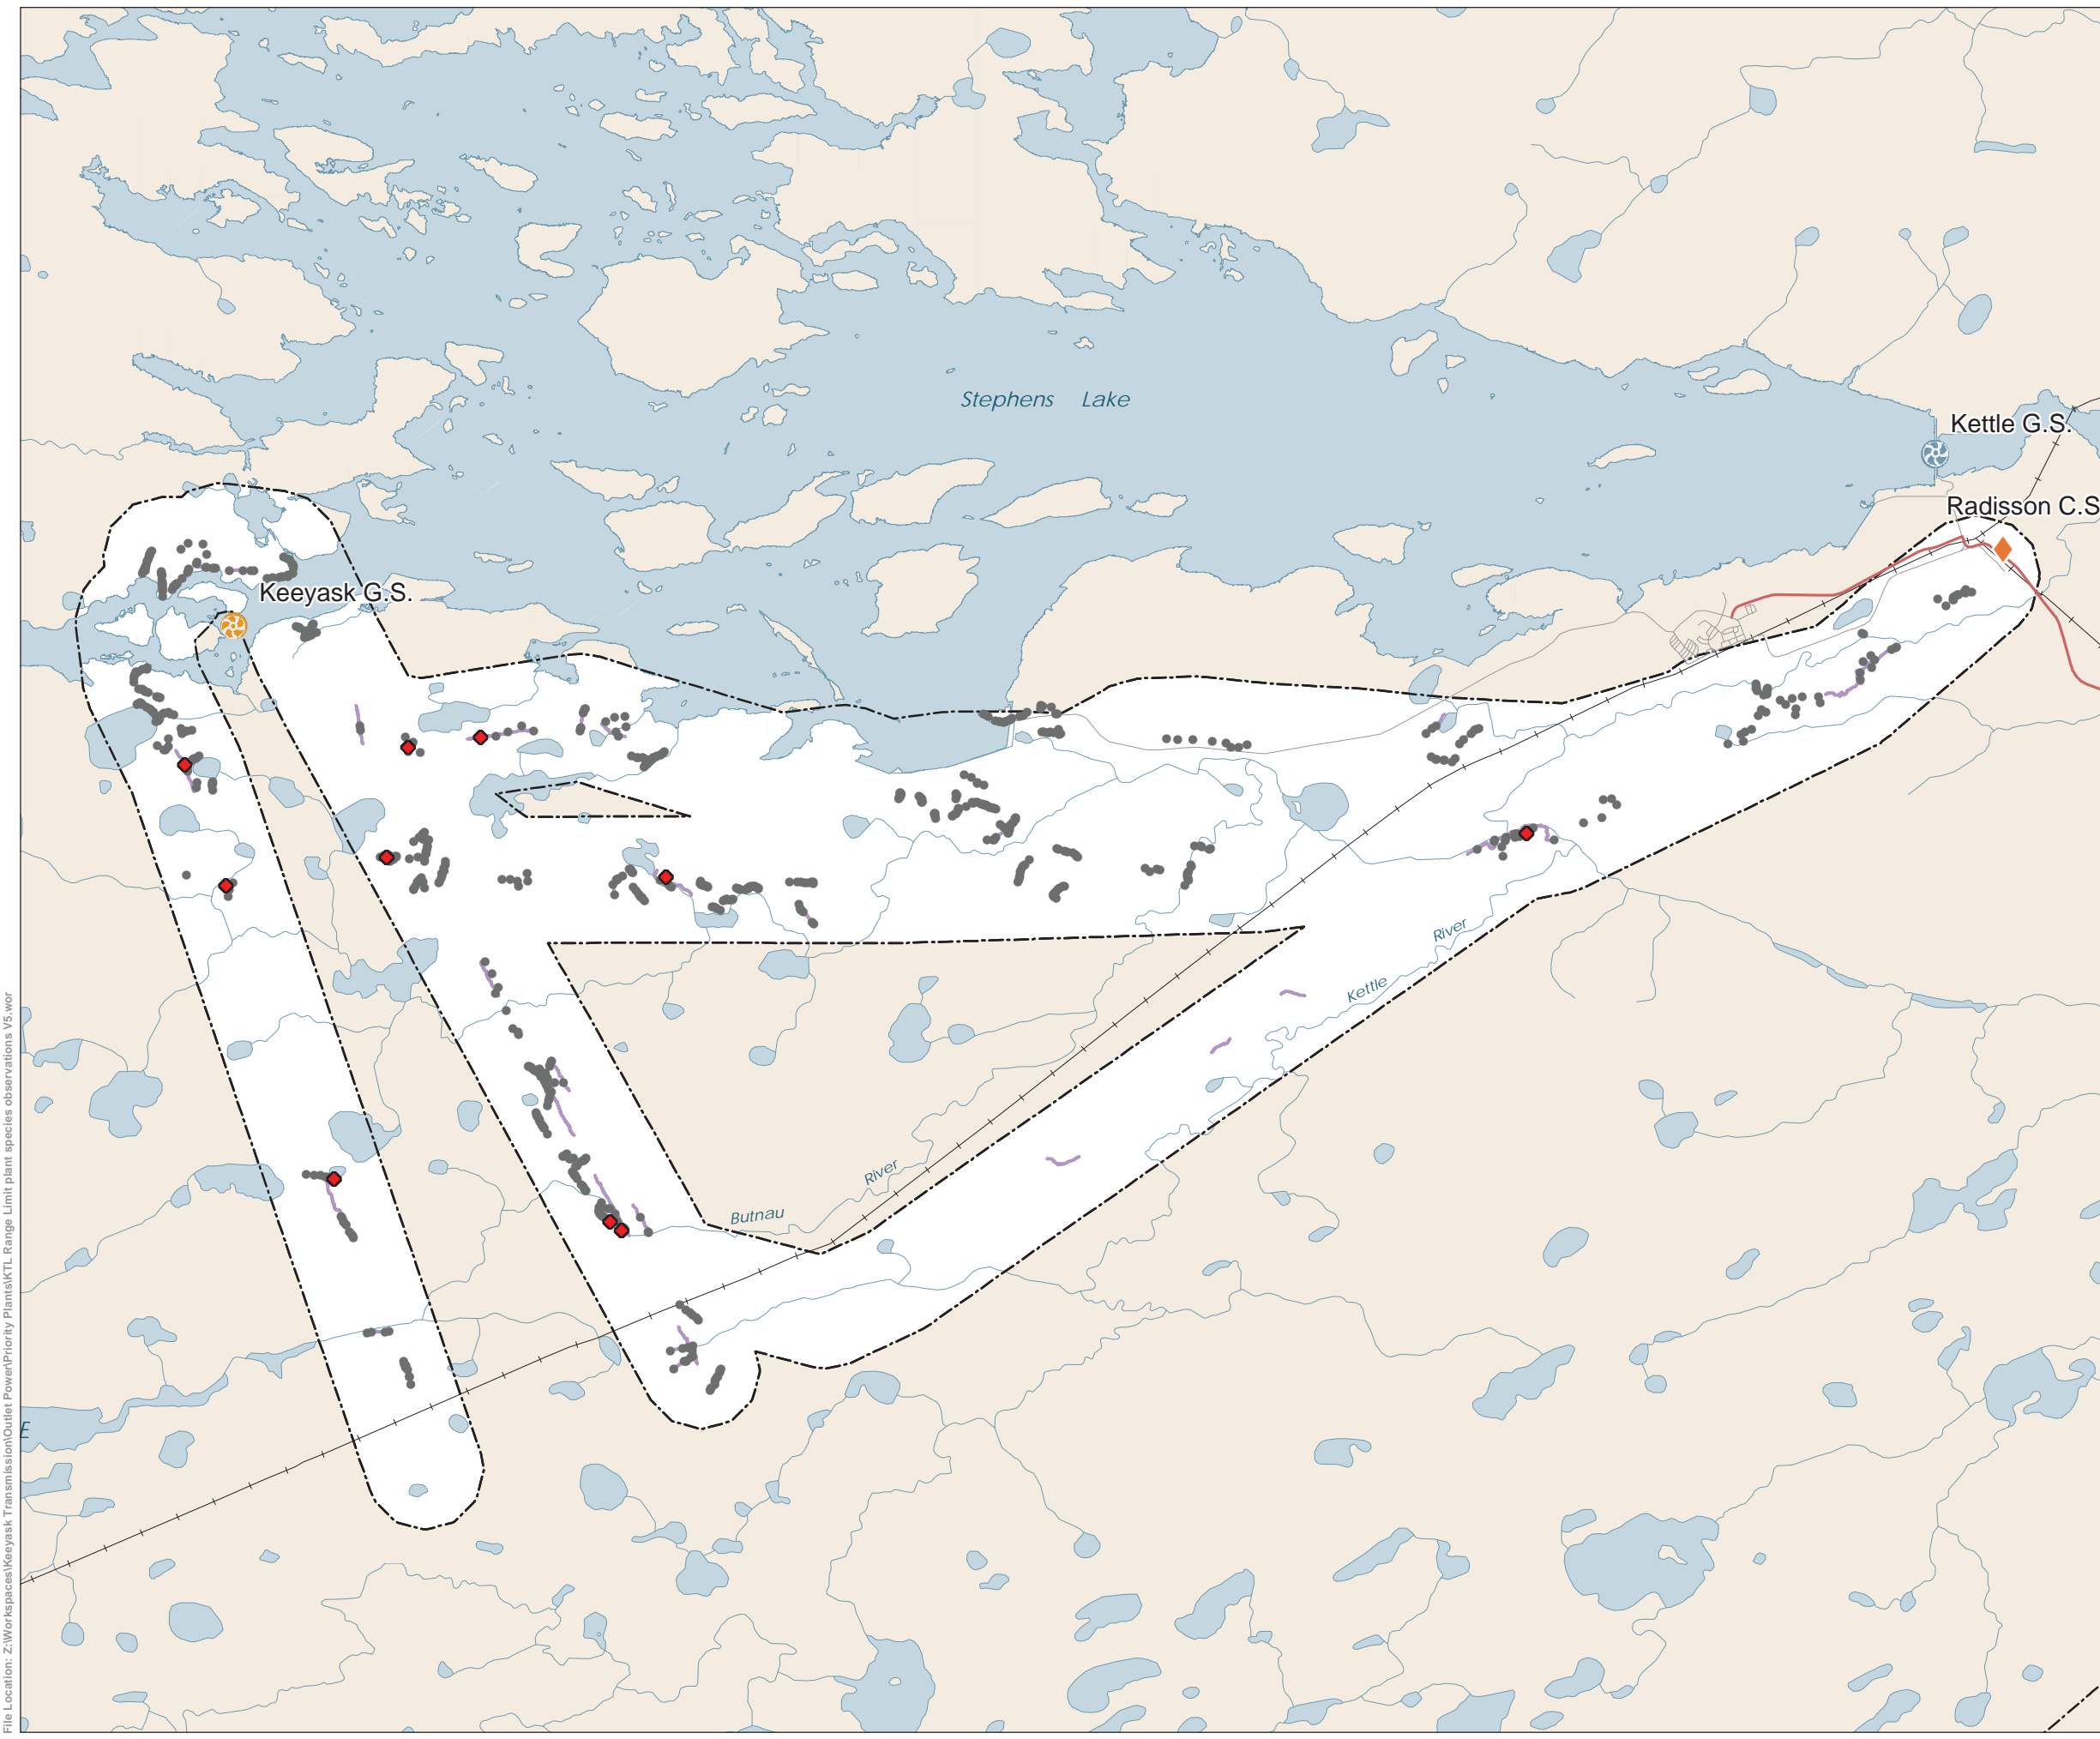 Stephens Lake
Kettle G.S.
Radisson C.S
Keeyask G.S.
River
Kettle
River
Butnau
E
File Location: Z:\Workspaces\Keeyask Transmission\Outlet Power\Priority Plants\KTL Range Limit plant species observations V5.wor